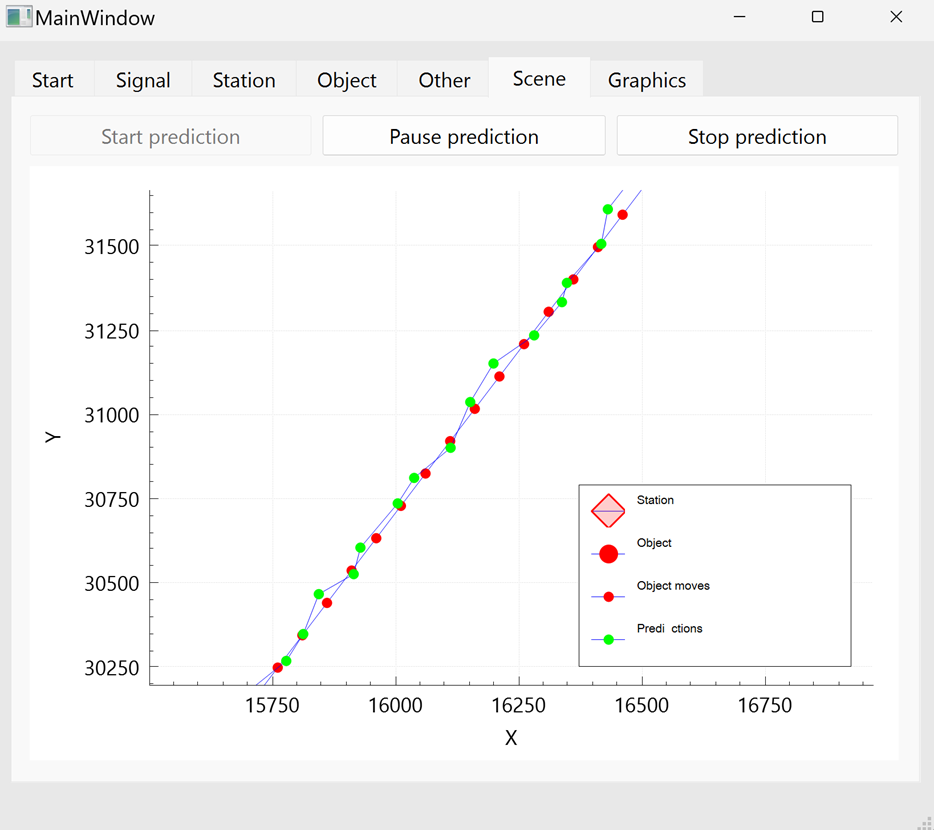 MainWindow
Start Signal Station Object Other Scene Graphics
Start prediction Pause prediction Stop prediction
31500
31250
31000
Y
30750
30500
30250
Station
Object
Object moves
Predi ctions
15750 16000 16250 16500 16750
X